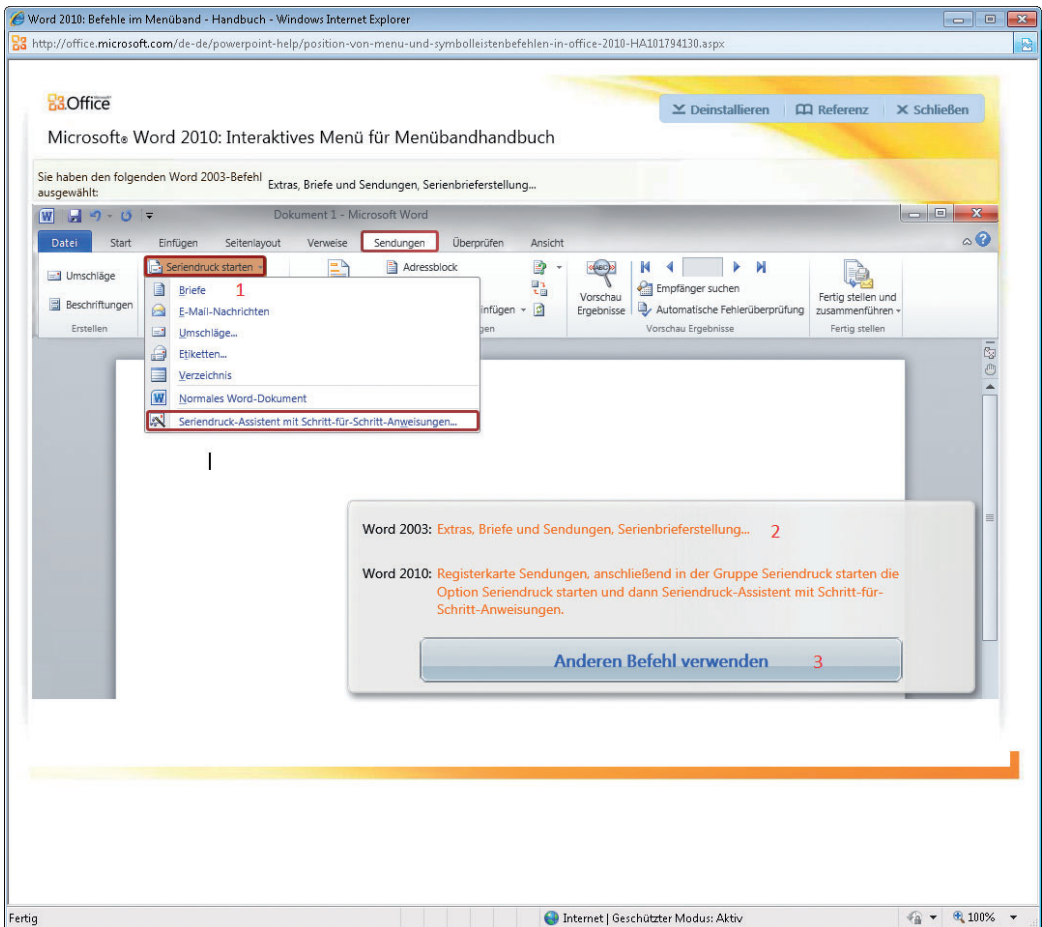 Word 2010: Befehle im Menüband - Handbuch - Windows Internet Explorer
http://office.microsoft.com/de-de/powerpoint-help/position-von-menu-und-symbolleistenbefehlen-in-office-2010-HA101794130.aspx
Office
Deinstallieren
Referenz
Schließen
Microsoft® Word 2010: Interaktives Menü für Menübandhandbuch
Sie haben den folgenden Word 2003-Befehl
ausgewählt:
Extras, Briefe und Sendungen, Serienbrieferstellung...
Dokument 1 - Microsoft Word
Datei Start Einfügen Seitenlayout Verweise Sendungen Überprüfen Ansicht
Umschläge
Beschriftungen
Erstellen
Seriendruck starten
Briefe 1
E-Mail-Nachrichten
Umschläge...
Etiketten...
Verzeichnis
Normales Word-Dokument
Seriendruck-Assistent mit Schritt-für-Schritt-Anweisungen...
Adressblock
infügen
gen
ABC
Vorschau
Ergebnisse
Empfänger suchen
Automatische Fehlerüberprüfung
Vorschau Ergebnisse
Fertig stellen und
zusammenführen
Fertig stellen
Word 2003: Extras, Briefe und Sendungen, Serienbrieferstellung... 2
Word 2010: Registerkarte Sendungen, anschließend in der Gruppe Seriendruck starten die
Option Seriendruck starten und dann Seriendruck-Assistent mit Schritt-für-
Schritt-Anweisungen.
Anderen Befehl verwenden 3
Fertig
Internet | Geschützter Modus: Aktiv
100%